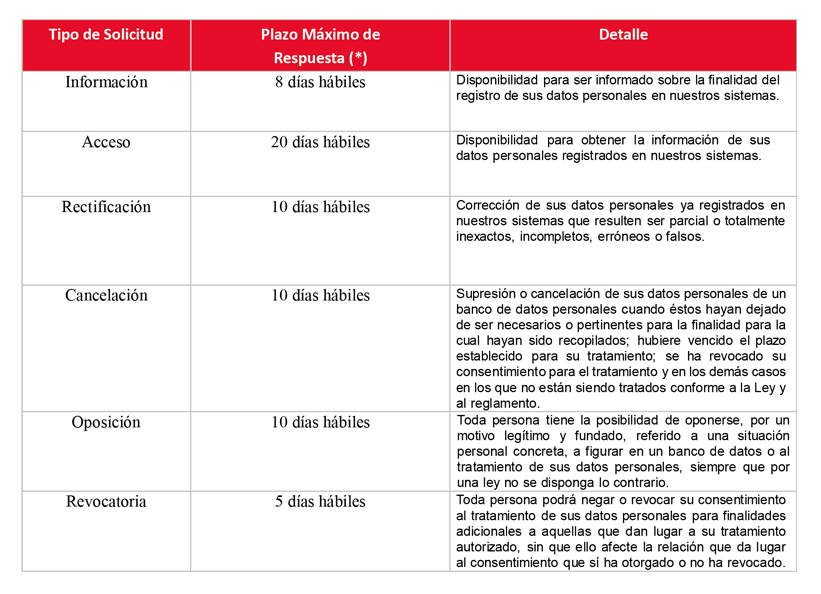 Tipo de Solicitud
Plazo Máximo de
Respuesta (*)
Detalle
Información
8 días hábiles
Disponibilidad para ser informado sobre la finalidad del
registro de sus datos personales en nuestros sistemas.
Acceso
20 días hábiles
Disponibilidad para obtener la información de sus
datos personales registrados en nuestros sistemas.
Rectificación
10 días hábiles
Corrección de sus datos personales ya registrados en
nuestros sistemas que resulten ser parcial o totalmente
inexactos, incompletos, erróneos o falsos.
Cancelación
10 días hábiles
Supresión o cancelación de sus datos personales de un
banco de datos personales cuando éstos hayan dejado
de ser necesarios o pertinentes para la finalidad para la
cual hayan sido recopilados; hubiere vencido el plazo
establecido para su tratamiento; se ha revocado su
consentimiento para el tratamiento y en los demás casos
en los que no están siendo tratados conforme a la Ley y
al reglamento.
Oposición
10 días hábiles
Toda persona tiene la posibilidad de oponerse, por un
motivo legítimo y fundado, referido a una situación
personal concreta, a figurar en un banco de datos o al
tratamiento de sus datos personales, siempre que por
una ley no se disponga lo contrario.
Revocatoria
5 días hábiles
Toda persona podrá negar o revocar su consentimiento
al tratamiento de sus datos personales para finalidades
adicionales a aquellas que dan lugar a su tratamiento
autorizado, sin que ello afecte la relación que da lugar
al consentimiento que sí ha otorgado o no ha revocado.